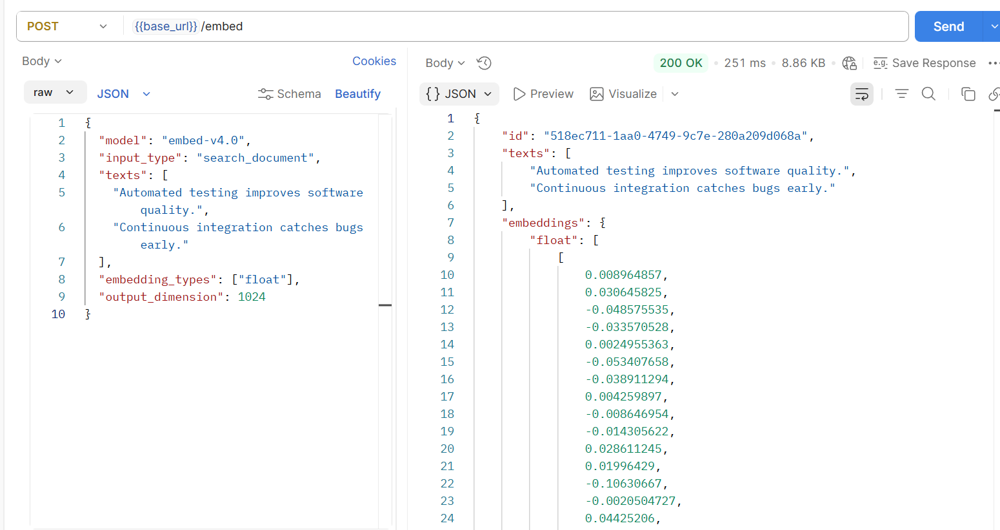 POST {{base_url}} /embed Send
Body Cookies
raw JSON Schema Beautify
1 {
2 "model": "embed-v4.0",
3 "input_type": "search_document",
4 "texts": [
5 "Automated testing improves software
quality.",
6 "Continuous integration catches bugs
early."
7 ],
8 "embedding_types": ["float"],
9 "output_dimension": 1024
10 }
Body 200 OK • 251 ms • 8.86 KB • e.g. Save Response •••
{} JSON Preview Visualize
1 {
2 "id": "518ec711-1aa0-4749-9c7e-280a209d068a",
3 "texts": [
4 "Automated testing improves software quality.",
5 "Continuous integration catches bugs early."
6 ],
7 "embeddings": {
8 "float": [
9 [
10 0.008964857,
11 0.030645825,
12 -0.048575535,
13 -0.033570528,
14 0.0024955363,
15 -0.053407658,
16 -0.038911294,
17 0.004259897,
18 -0.008646954,
19 -0.014305622,
20 0.028611245,
21 0.01996429,
22 -0.10630667,
23 -0.0020504727,
24 0.04425206,